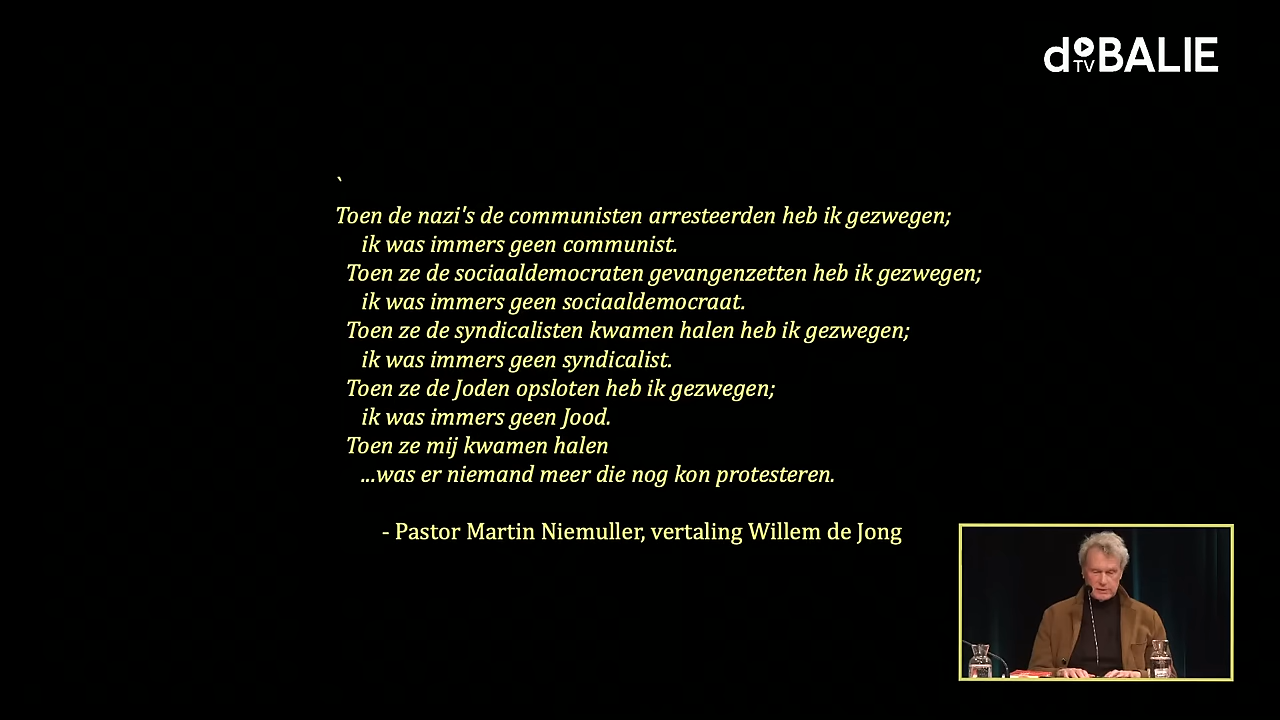 de TV BALIE
`
Toen de nazi's de communisten arresteerden heb ik gezwegen;
ik was immers geen communist.
Toen ze de sociaaldemocraten gevangenzetten heb ik gezwegen;
ik was immers geen sociaaldemocraat.
Toen ze de syndicalisten kwamen halen heb ik gezwegen;
ik was immers geen syndicalist.
Toen ze de Joden opsloten heb ik gezwegen;
ik was immers geen Jood.
Toen ze mij kwamen halen
...was er niemand meer die nog kon protesteren.
- Pastor Martin Niemuller, vertaling Willem de Jong